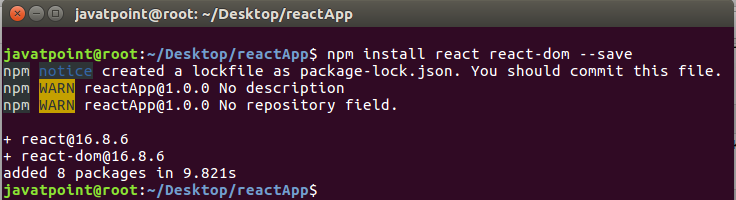 javatpoint@root: ~/Desktop/reactApp
javatpoint@root:~/Desktop/reactApp$ npm install react react-dom --save
npm notice created a lockfile as package-lock.json. You should commit this file.
npm WARN reactApp@1.0.0 No description
npm WARN reactApp@1.0.0 No repository field.
+ react@16.8.6
+ react-dom@16.8.6
added 8 packages in 9.821s
javatpoint@root:~/Desktop/reactApp$